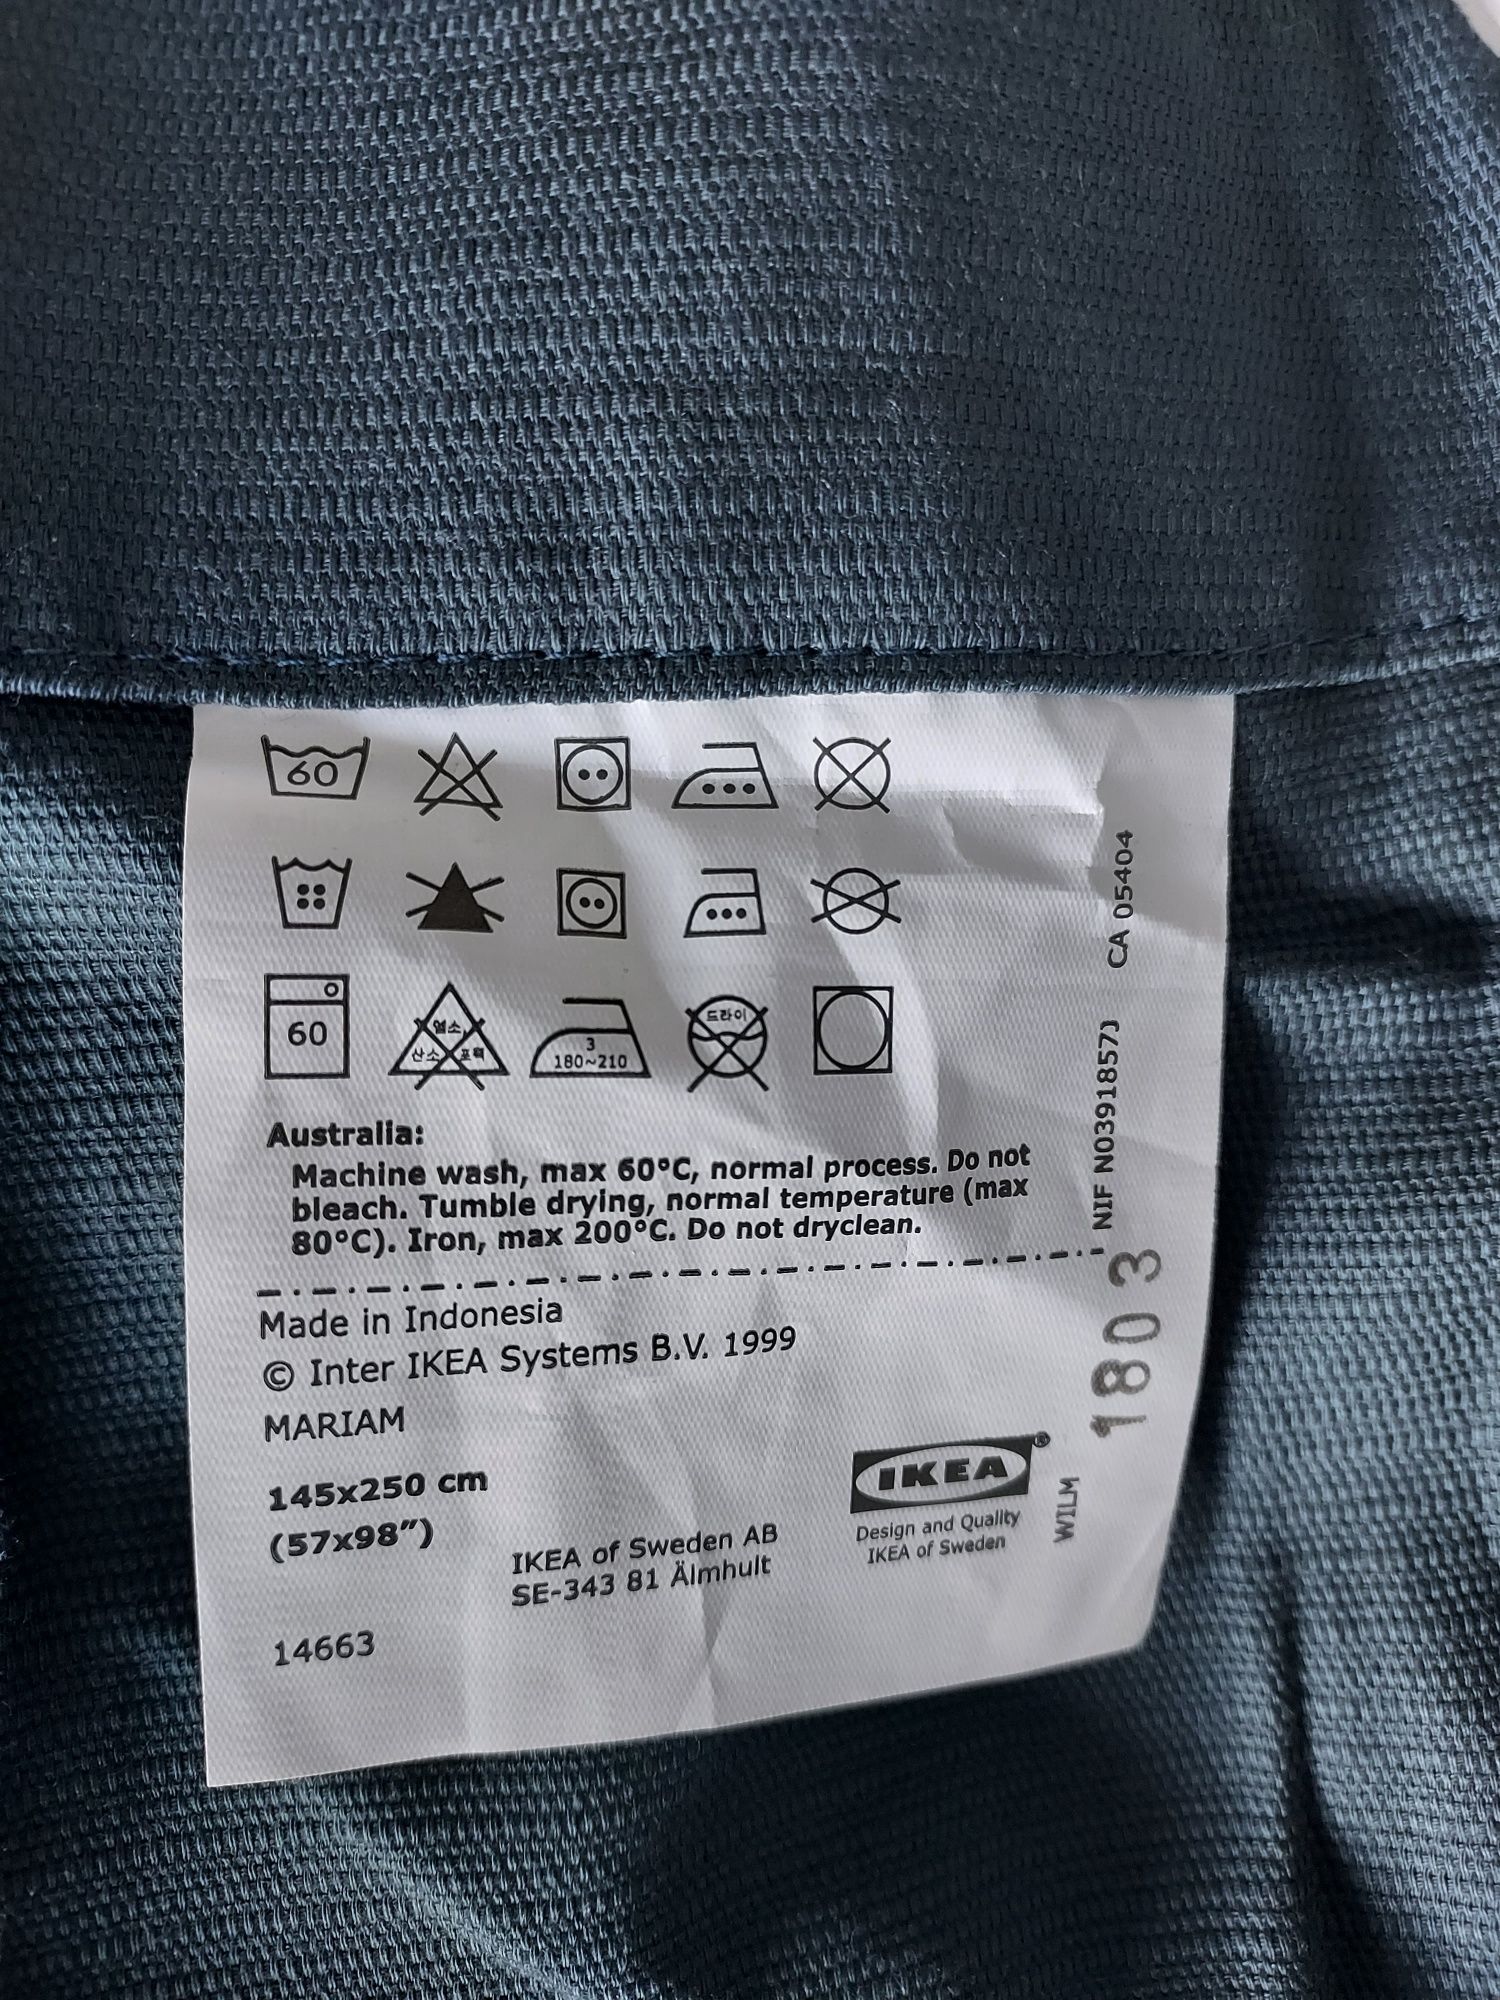 60
60
열소
산소 표백
3
180~210
드라이
Australia:
Machine wash, max 60°C, normal process. Do not
bleach. Tumble drying, normal temperature (max
80°C). Iron, max 200°C. Do not dryclean.
Made in Indonesia
© Inter IKEA Systems B.V. 1999
MARIAM
145x250 cm
(57x98”)
14663
IKEA of Sweden AB
SE-343 81 Älmhult
IKEA®
Design and Quality
IKEA of Sweden
WILM
1803
NIF N0391857J
CA 05404